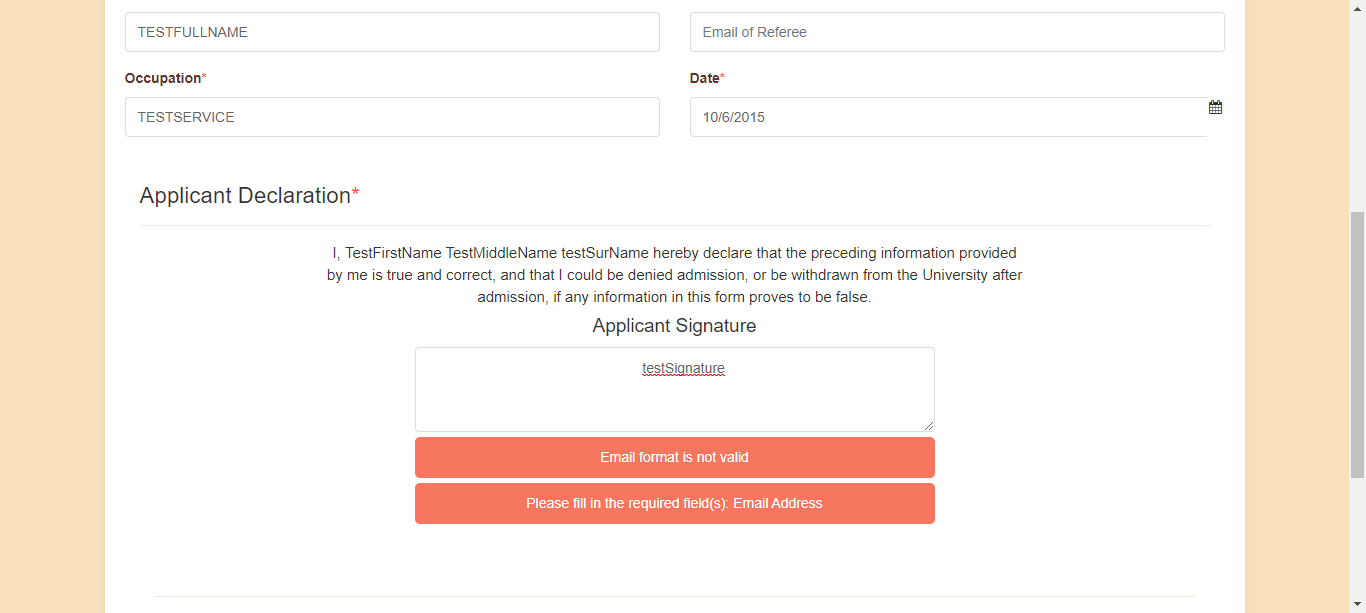 TESTFULLNAME
Email of Referee
Occupation*
Date*
TESTSERVICE
10/6/2015
Applicant Declaration*
I, TestFirstName TestMiddleName testSurName hereby declare that the preceding information provided
by me is true and correct, and that I could be denied admission, or be withdrawn from the University after
admission, if any information in this form proves to be false.
Applicant Signature
testSignature
Email format is not valid
Please fill in the required field(s): Email Address